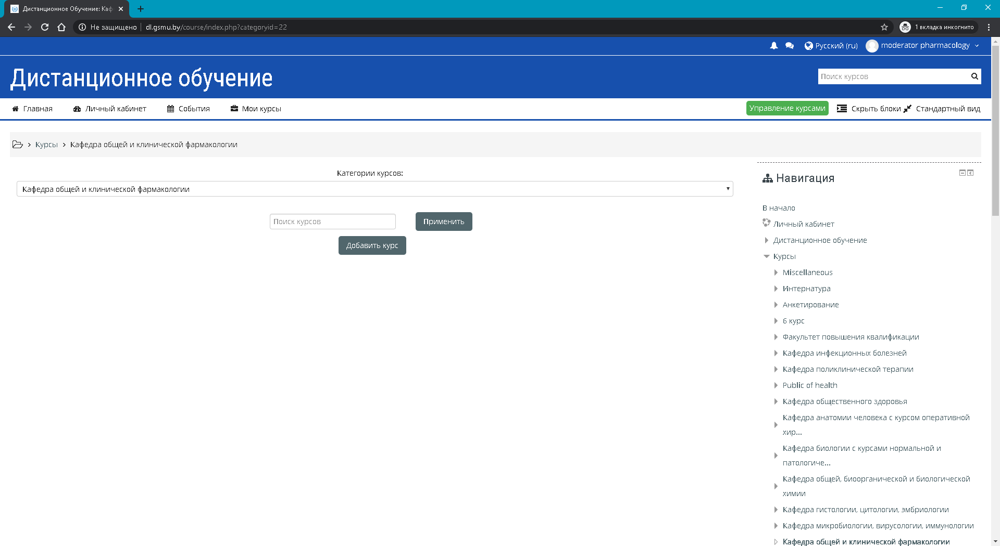 Дистанционное Обучение: Каф
Не защищено dl.gsmu.by/course/index.php?categoryid=22 1 вкладка инкогнито
Русский (ru) moderator pharmacology
Дистанционное обучение
Поиск курсов
Главная Личный кабинет События Мои курсы Управление курсами Скрыть блоки Стандартный вид
Курсы Кафедра общей и клинической фармакологии
Категории курсов:
Кафедра общей и клинической фармакологии
Поиск курсов Применить
Добавить курс
Навигация
В начало
Личный кабинет
Дистанционное обучение
Курсы
Miscellaneous
Интернатура
Анкетирование
6 курс
Факультет повышения квалификации
Кафедра инфекционных болезней
Кафедра поликлинической терапии
Public of health
Кафедра общественного здоровья
Кафедра анатомии человека с курсом оперативной
хир...
Кафедра биологии с курсами нормальной и
патологиче...
Кафедра общей, биоорганической и биологической
химии
Кафедра гистологии, цитологии, эмбриологии
Кафедра микробиологии, вирусологии, иммунологии
Кафедра общей и клинической фармакологии